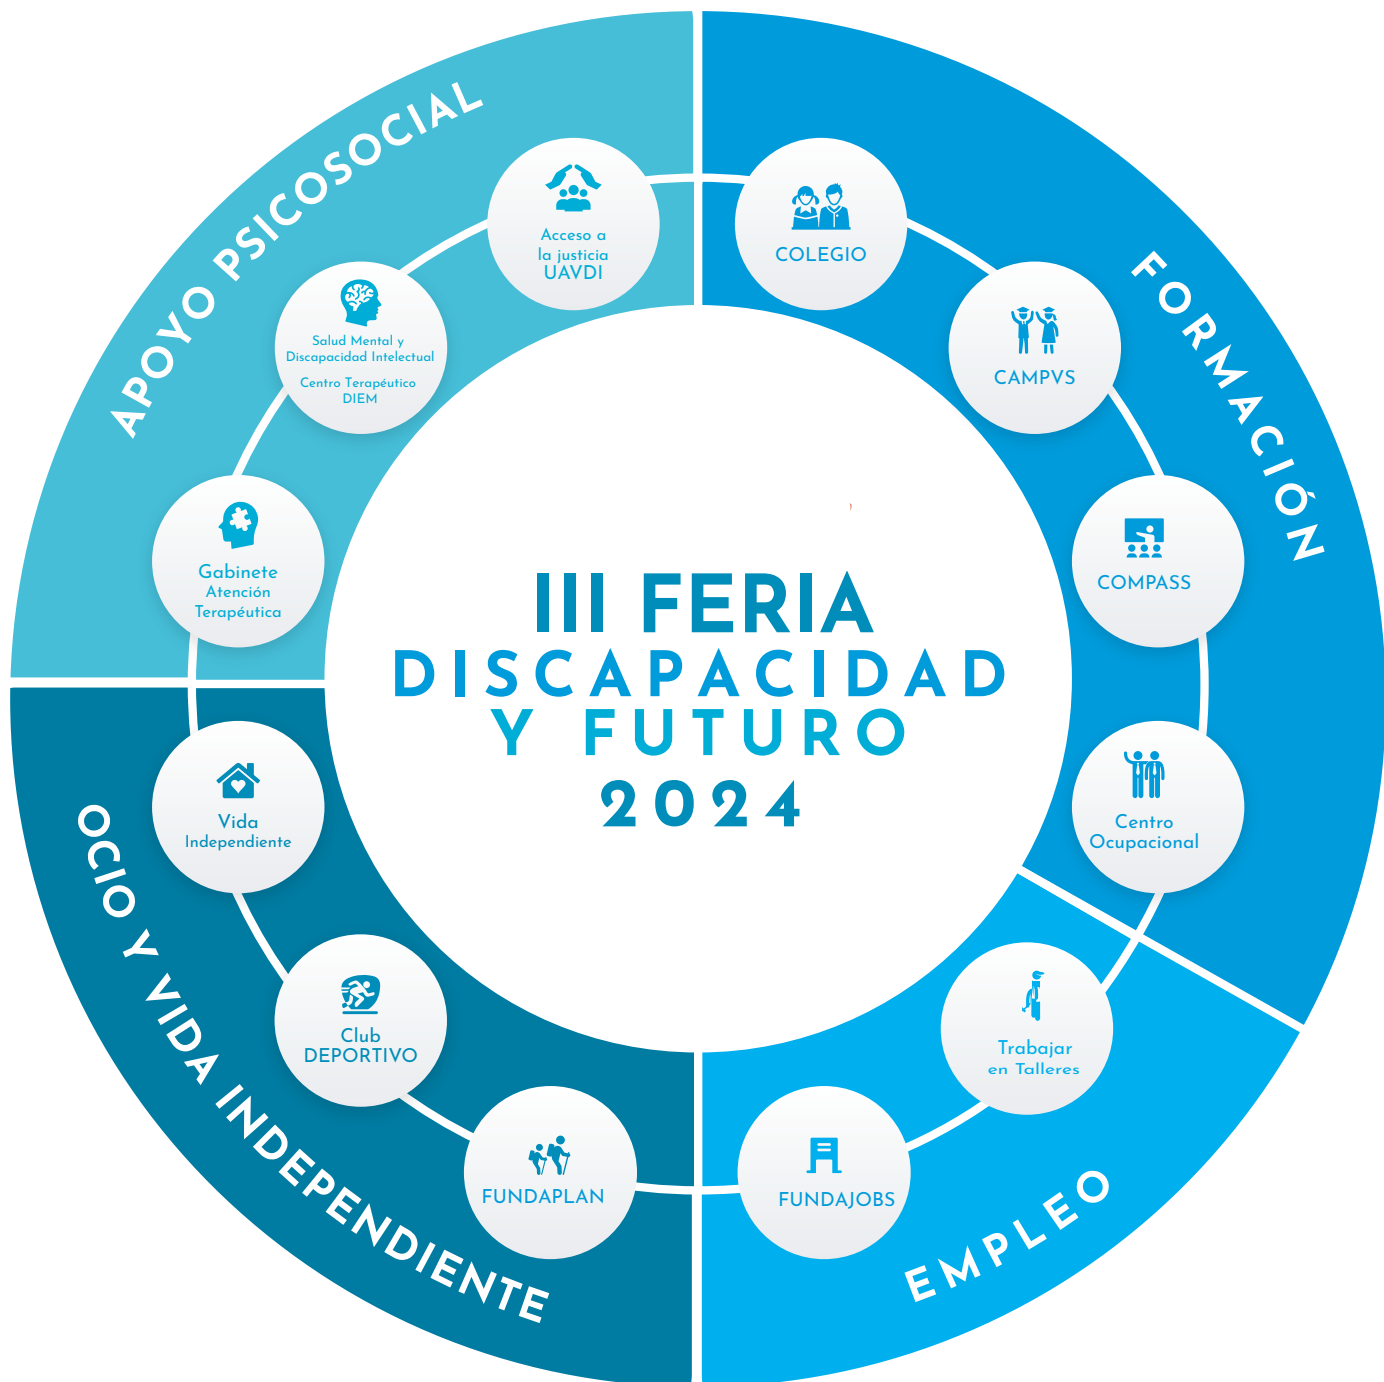 APOYO PSICOSOCIAL
Acceso a
la justicia
UAVDI
Salud Mental y
Discapacidad Intelectual
Centro Terapéutico
DIEM
Gabinete
Atención
Terapéutica
FORMACIÓN
COLEGIO
CAMPVS
COMPASS
Centro
Ocupacional
III FERIA
DISCAPACIDAD
Y FUTURO
2024
OCIO Y VIDA INDEPENDIENTE
Vida
Independiente
Club
DEPORTIVO
FUNDAPLAN
EMPLEO
Trabajar
en Talleres
FUNDAJOBS